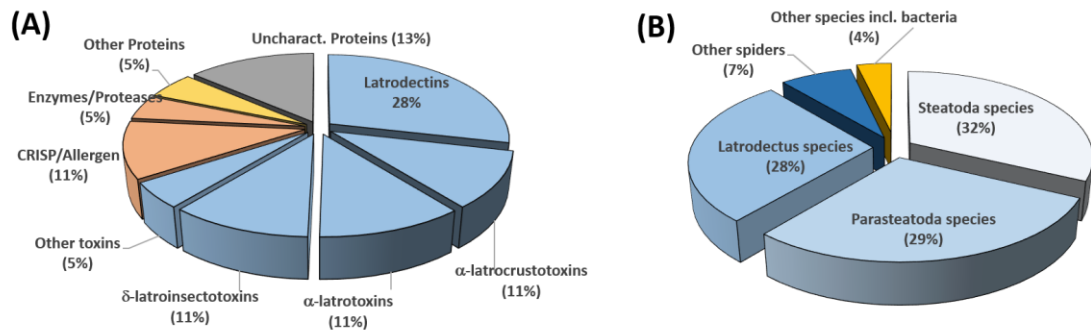 (A)
Other Proteins
(5%)
Uncharact. Proteins (13%)
Latrodectins
28%
Enzymes/Proteases
(5%)
CRISP/Allergen
(11%)
Other toxins
(5%)
δ-latroinsectotoxins
(11%)
α-latrotoxins
(11%)
α-latrocrustotoxins
(11%)
(B)
Other species incl. bacteria
(4%)
Other spiders
(7%)
Steatoda species
(32%)
Latrodectus species
(28%)
Parasteatoda species
(29%)